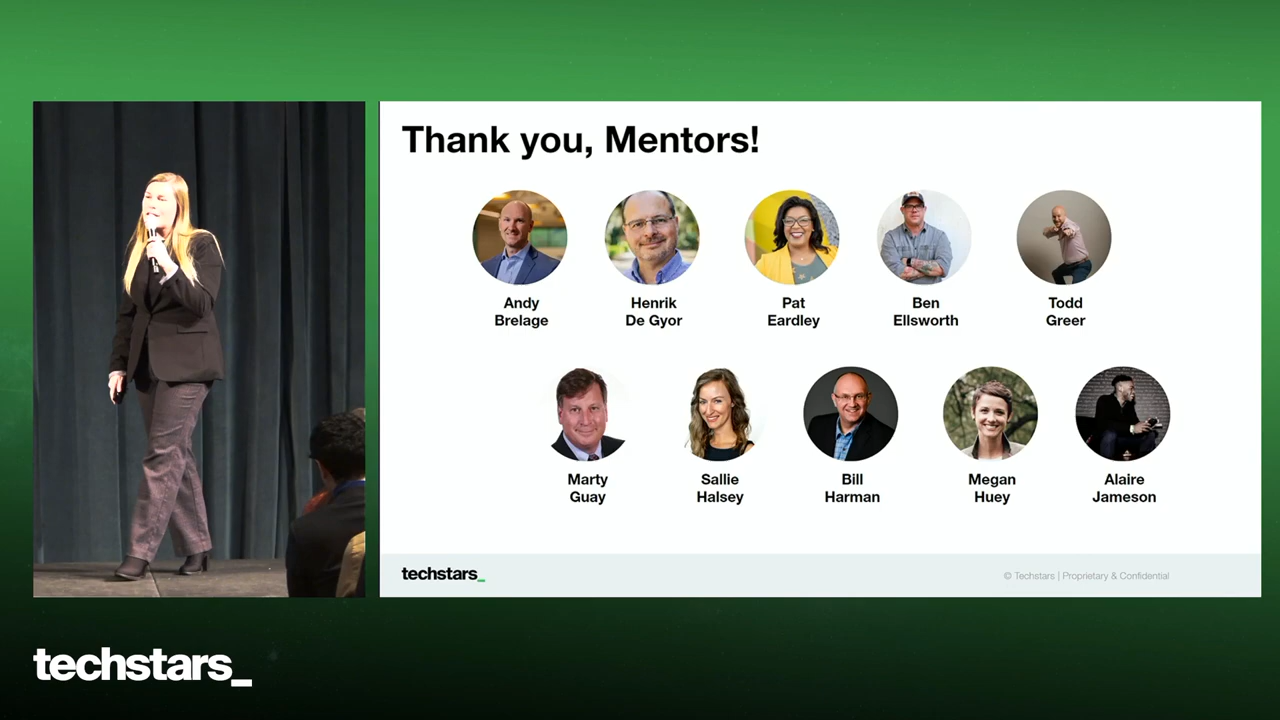 Thank you, Mentors!
Andy
Brelage
Henrik
De Gyor
Pat
Eardley
Ben
Ellsworth
Todd
Greer
Marty
Guay
Sallie
Halsey
Bill
Harman
Megan
Huey
Alaire
Jameson
techstars_
© Techstars | Proprietary & Confidential
techstars_